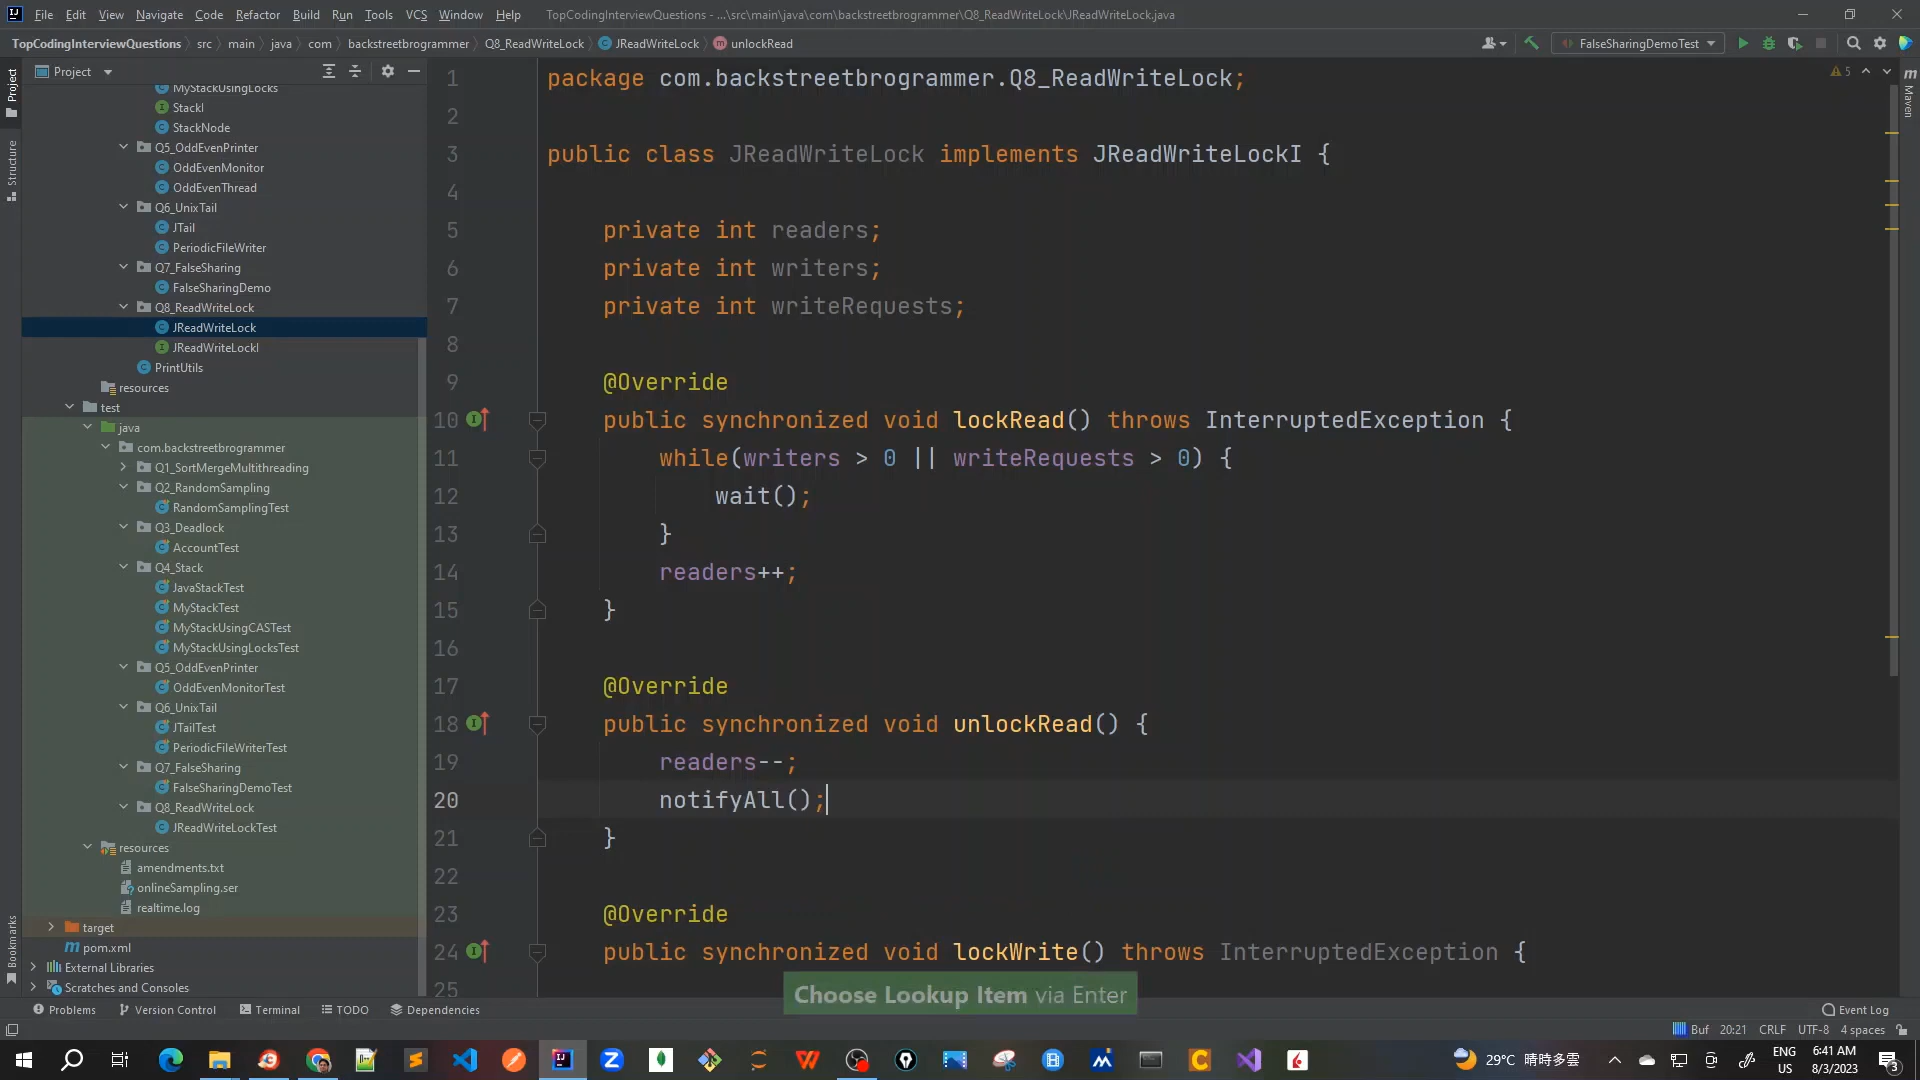 File Edit View Navigate Code Refactor Build Run Tools VCS Window Help TopCodingInterviewQuestions - ...\src\main\java\com\backstreetbrogrammer\Q8_ReadWriteLock\JReadWriteLock.java
TopCodingInterviewQuestions src main java com backstreetbrogrammer Q8_ReadWriteLock JReadWriteLock unlockRead FalseSharingDemoTest
Project
Project
Structure
Bookmarks
Maven
MyStackUsingLocks
StackI
StackNode
Q5_OddEvenPrinter
OddEvenMonitor
OddEvenThread
Q6_UnixTail
JTail
PeriodicFileWriter
Q7_FalseSharing
FalseSharingDemo
Q8_ReadWriteLock
JReadWriteLock
JReadWriteLockI
PrintUtils
resources
test
java
com.backstreetbrogrammer
Q1_SortMergeMultithreading
Q2_RandomSampling
RandomSamplingTest
Q3_Deadlock
AccountTest
Q4_Stack
JavaStackTest
MyStackTest
MyStackUsingCASTest
MyStackUsingLocksTest
Q5_OddEvenPrinter
OddEvenMonitorTest
Q6_UnixTail
JTailTest
PeriodicFileWriterTest
Q7_FalseSharing
FalseSharingDemoTest
Q8_ReadWriteLock
JReadWriteLockTest
resources
amendments.txt
onlineSampling.ser
realtime.log
target
pom.xml
External Libraries
Scratches and Consoles
5
1 package com.backstreetbrogrammer.Q8_ReadWriteLock;
2
3 public class JReadWriteLock implements JReadWriteLockI {
4
5 private int readers;
6 private int writers;
7 private int writeRequests;
8
9 @Override
10 public synchronized void lockRead() throws InterruptedException {
11 while(writers > 0 || writeRequests > 0) {
12 wait();
13 }
14 readers++;
15 }
16
17 @Override
18 public synchronized void unlockRead() {
19 readers--;
20 notifyAll();
21 }
22
23 @Override
24 public synchronized void lockWrite() throws InterruptedException {
25
Choose Lookup Item via Enter
Problems Version Control Terminal TODO Dependencies Event Log
Buf 20:21 CRLF UTF-8 4 spaces
29°C 晴時多雲 ENG US 6:41 AM 8/3/2023 3